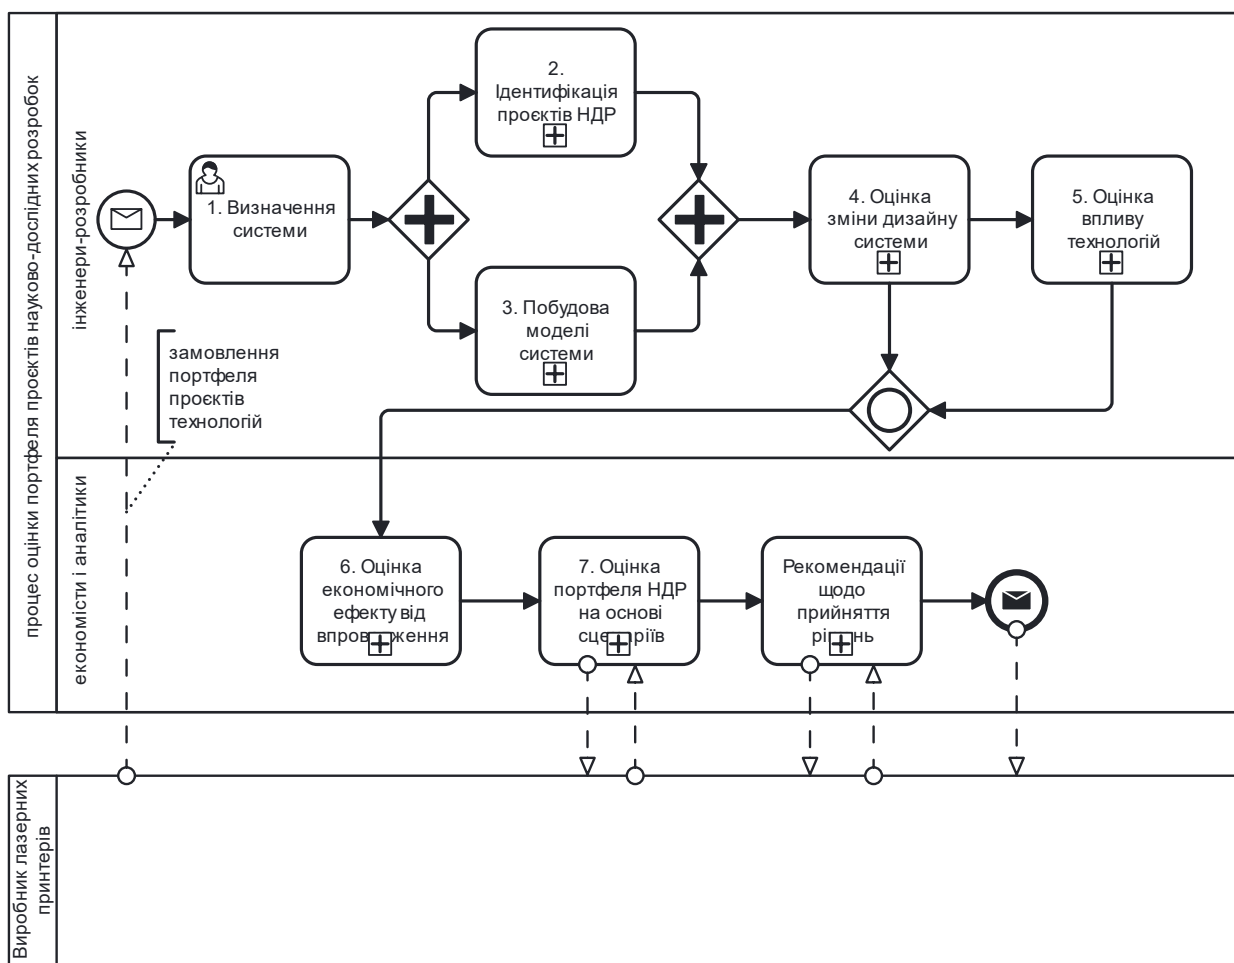 процес оцінки портфеля проєктів науково-дослідних розробок
інженери-розробники
1. Визначення
системи
2.
Ідентифікація
проєктів НДР
3. Побудова
моделі
системи
4. Оцінка
зміни дизайну
системи
5. Оцінка
впливу
технологій
замовлення
портфеля
проєктів
технологій
економісти і аналітики
6. Оцінка
економічного
ефекту від
7. Оцінка
портфеля НДР
на основі
Рекомендації
щодо
прийняття
Виробник лазерних
принтерів